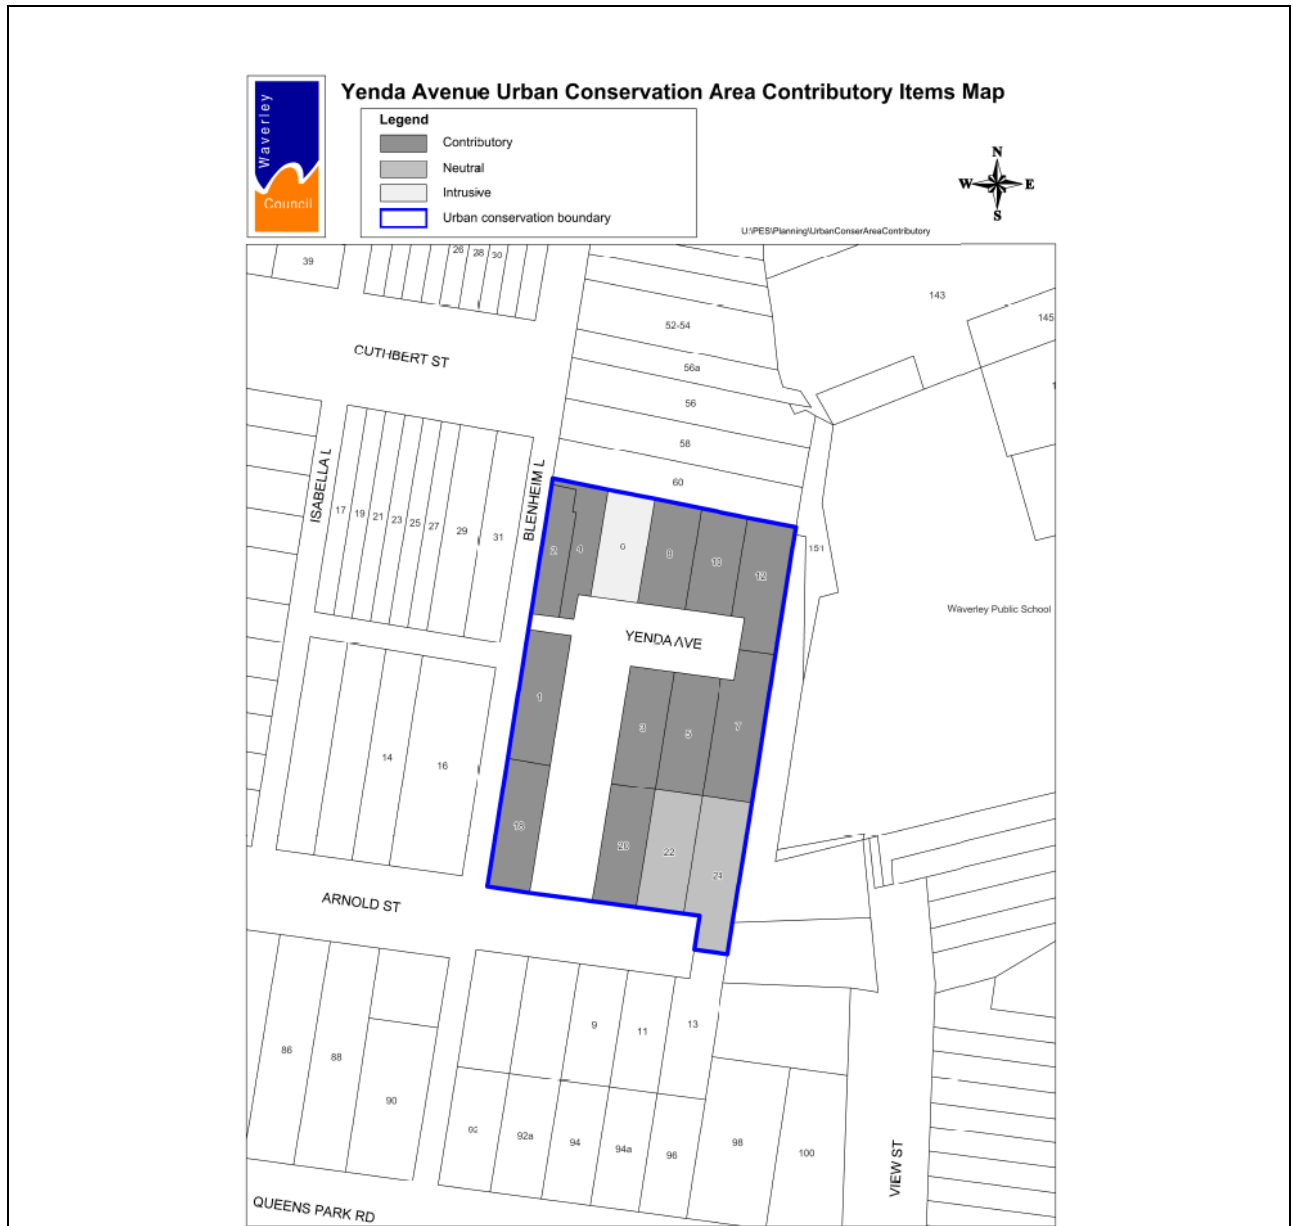 Waverley
Council
Yenda Avenue Urban Conservation Area Contributory Items Map
Legend
Contributory
Neutral
Intrusive
Urban conservation boundary
N
W E
S
U:\PES\Planning\UrbanConserAreaContributory
39
26 28 30
143
145
52-54
CUTHBERT ST
56a
56
58
60
ISABELLA L
BLENHEIM L
17 19 21 23 25 27 29 31
2 4 6 8 10 12
151
Waverley Public School
YENDA AVE
1
3 5 7
14 16
18
20 22 24
ARNOLD ST
9 11 13
86 88
90
92 92a 94 94a 96 98 100
VIEW ST
QUEENS PARK RD